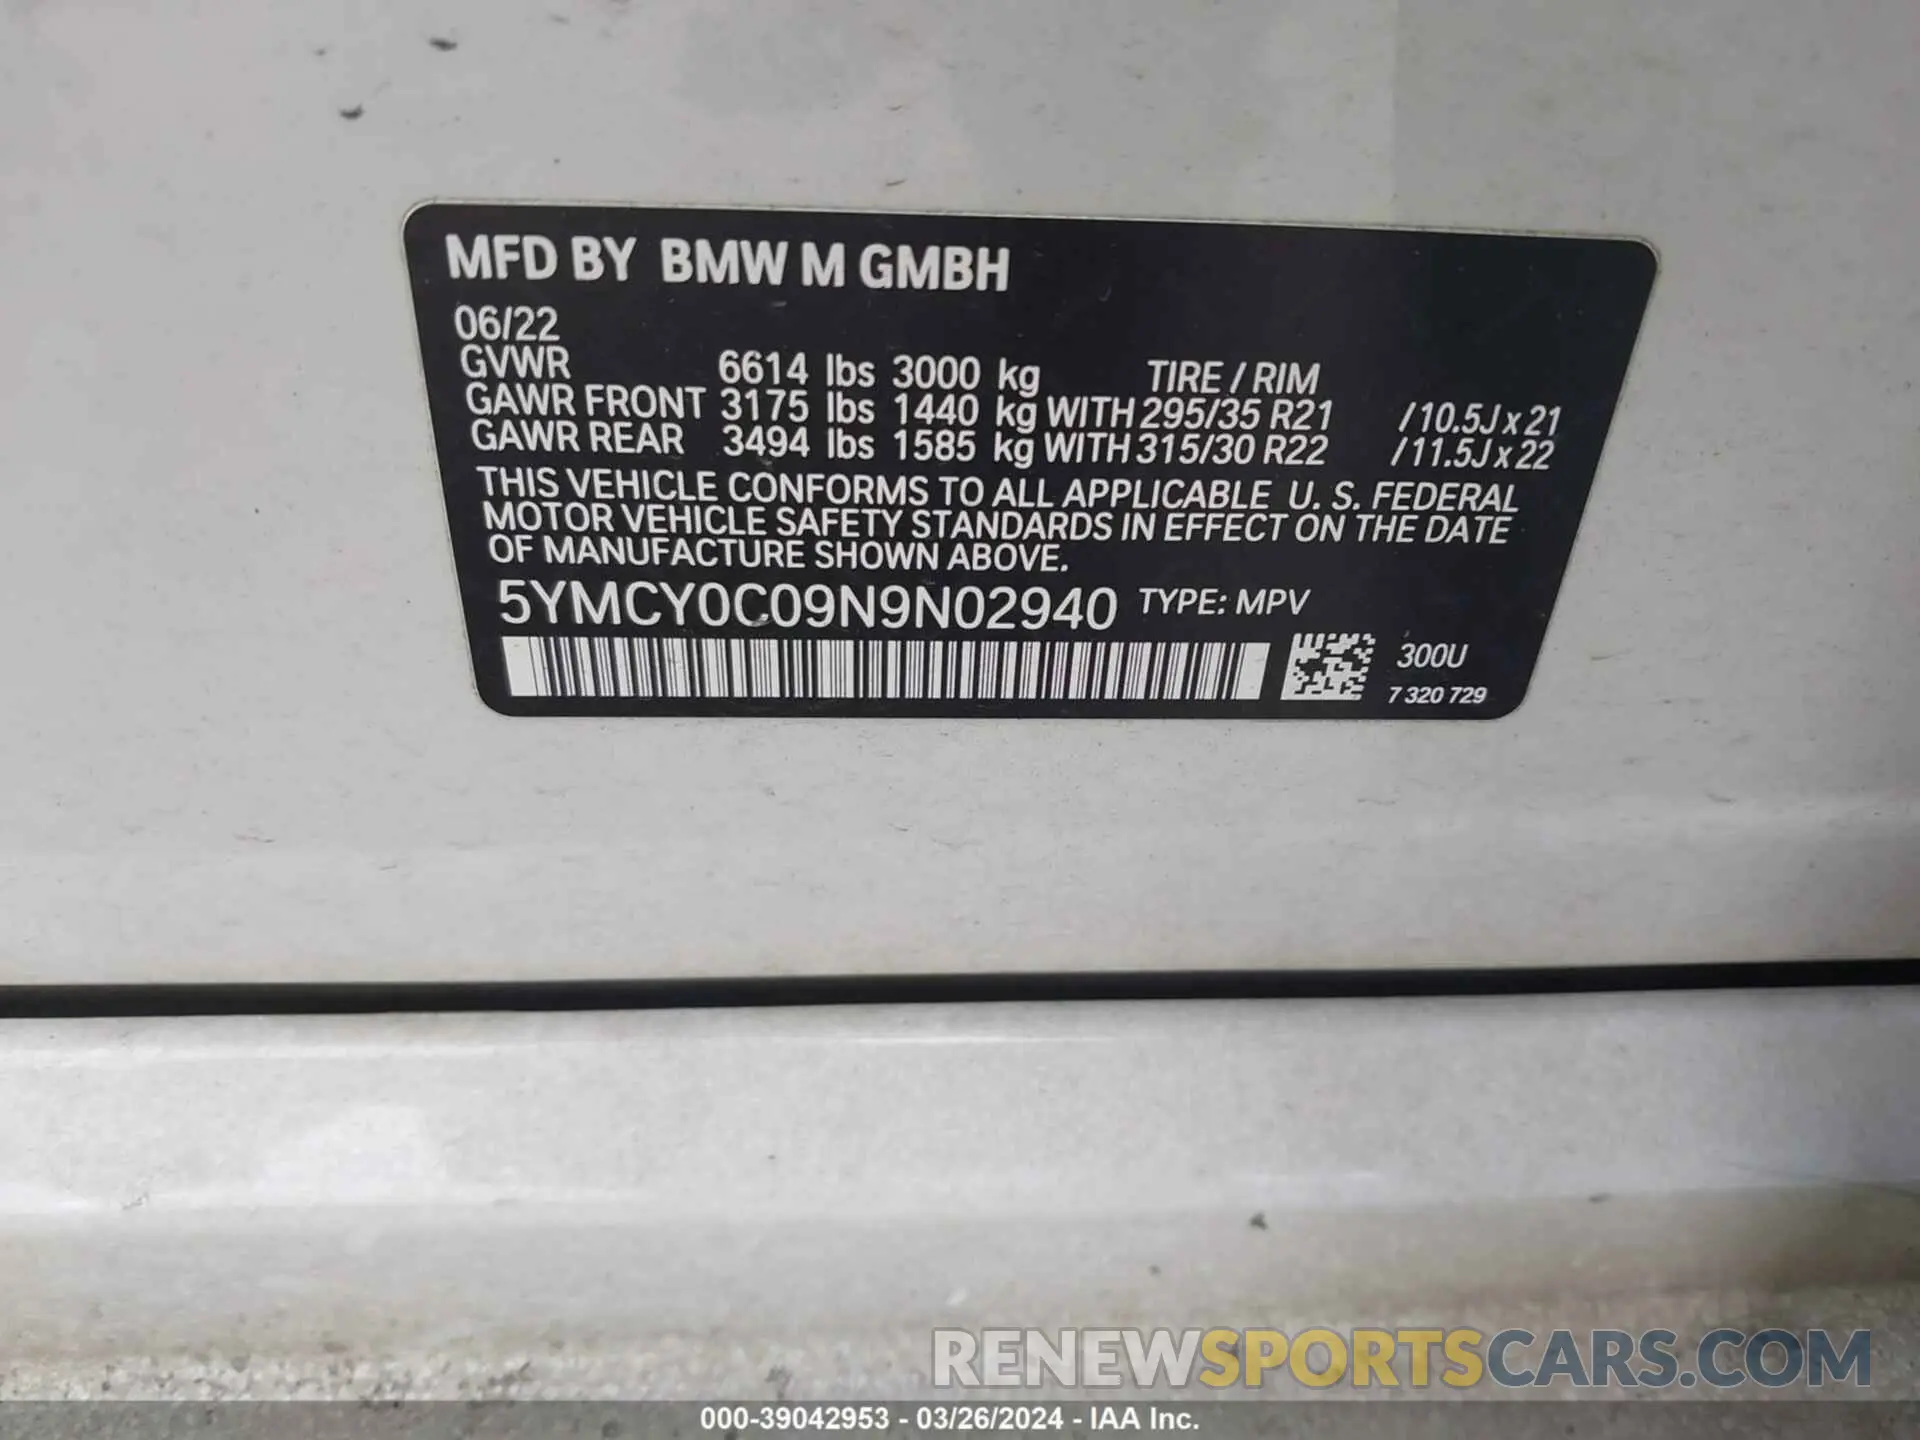 MFD BY BMW M GMBH
06/22
GVWR 6614 lbs 3000 kg TIRE / RIM
GAWR FRONT 3175 lbs 1440 kg WITH 295/35 R21 /10.5J x 21
GAWR REAR 3494 lbs 1585 kg WITH 315/30 R22 /11.5J x 22
THIS VEHICLE CONFORMS TO ALL APPLICABLE U. S. FEDERAL
MOTOR VEHICLE SAFETY STANDARDS IN EFFECT ON THE DATE
OF MANUFACTURE SHOWN ABOVE.
5YMCY0C09N9N02940 TYPE: MPV
300U
7 320 729
RENEWSPORTSCARS.COM
000-39042953 - 03/26/2024 - IAA Inc.